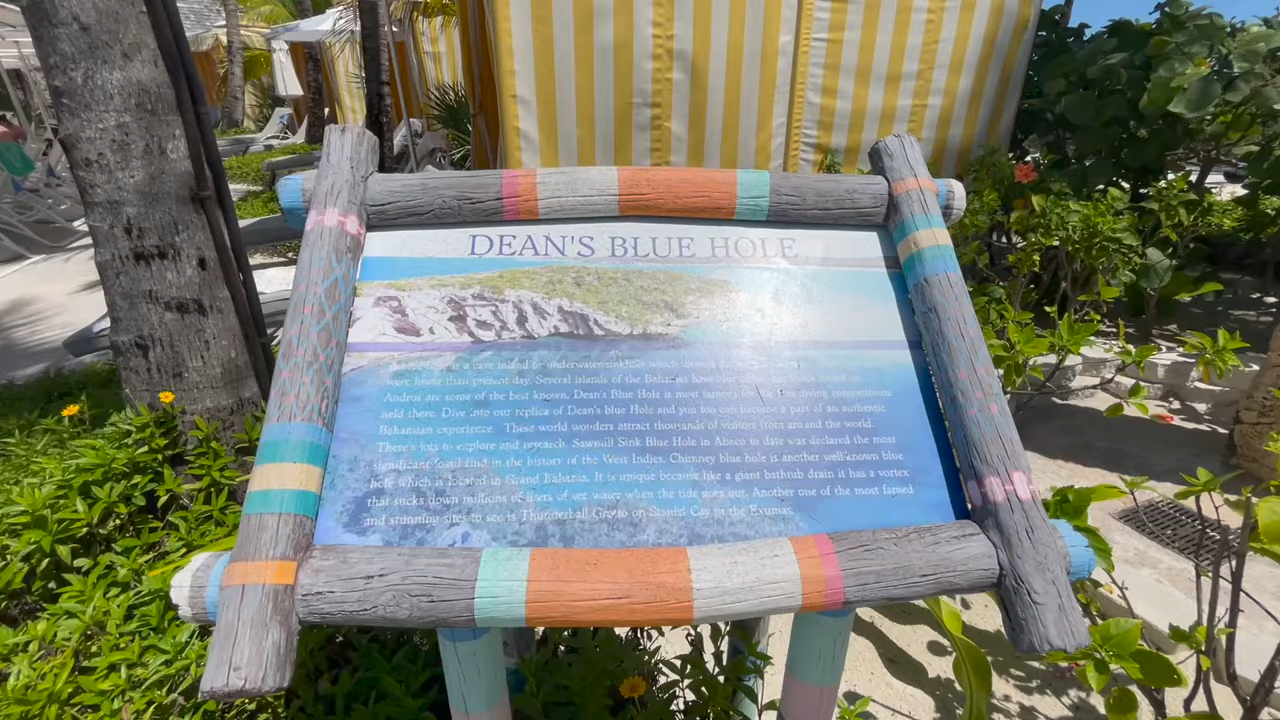 DEAN'S BLUE HOLE
is a cave inland or underwater sinkhole which
were lower than present day. Several islands of the Bahamas have
Andros are some of the best known. Dean's Blue Hole is most famous for the free diving competitions
held there. Dive into our replica of Dean's blue Hole and you too can become a part of an authentic
Bahamian experience. These world wonders attract thousands of visitors from around the world.
There's lots to explore and research. Sawmill Sink Blue Hole in Abaco to date was declared the most
significant fossil find in the history of the West Indies. Chimney blue hole is another well-known blue
hole which is located in Grand Bahama. It is unique because like a giant bathtub drain it has a vortex
that sucks down millions of liters of sea water when the tide goes out. Another one of the most famed
and stunning sites to see is Thunderball Grotto on Staniel Cay in the Exumas.